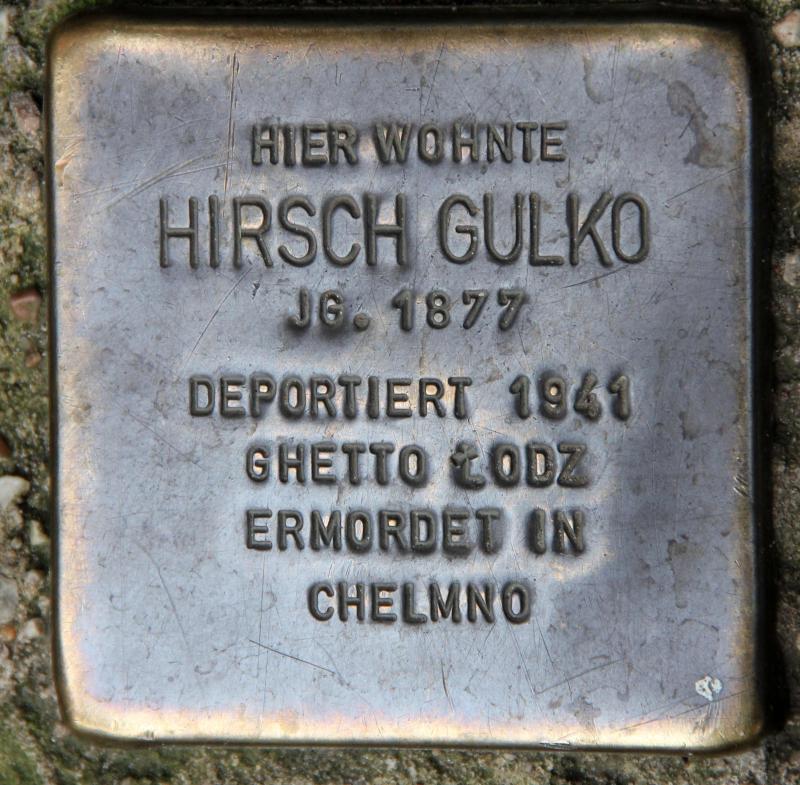 HIER WOHNTE
HIRSCH GULKO
JG. 1877
DEPORTIERT 1941
GHETTO ŁODZ
ERMORDET IN
CHELMNO